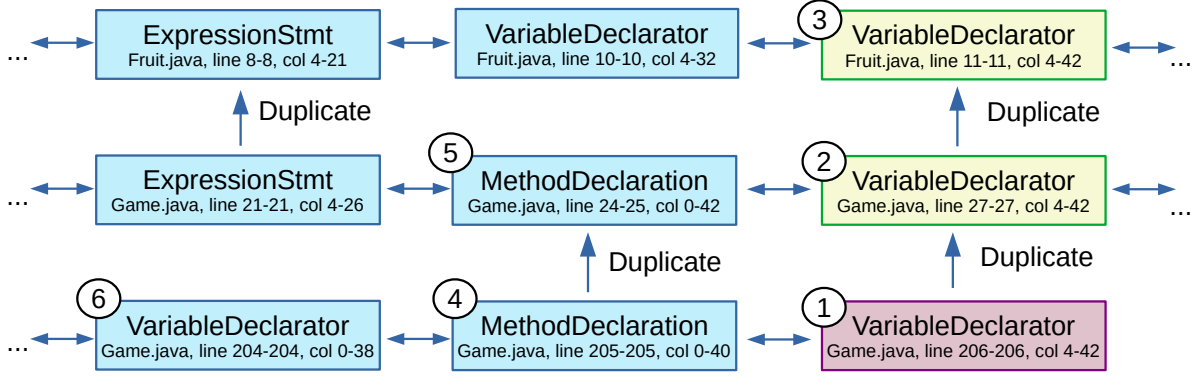 3
ExpressionStmt
Fruit.java, line 8-8, col 4-21
VariableDeclarator
Fruit.java, line 10-10, col 4-32
VariableDeclarator
Fruit.java, line 11-11, col 4-42
...
...
Duplicate
Duplicate
5
2
ExpressionStmt
Game.java, line 21-21, col 4-26
MethodDeclaration
Game.java, line 24-25, col 0-42
VariableDeclarator
Game.java, line 27-27, col 4-42
...
...
Duplicate
Duplicate
6
4
1
VariableDeclarator
Game.java, line 204-204, col 0-38
MethodDeclaration
Game.java, line 205-205, col 0-40
VariableDeclarator
Game.java, line 206-206, col 4-42
...